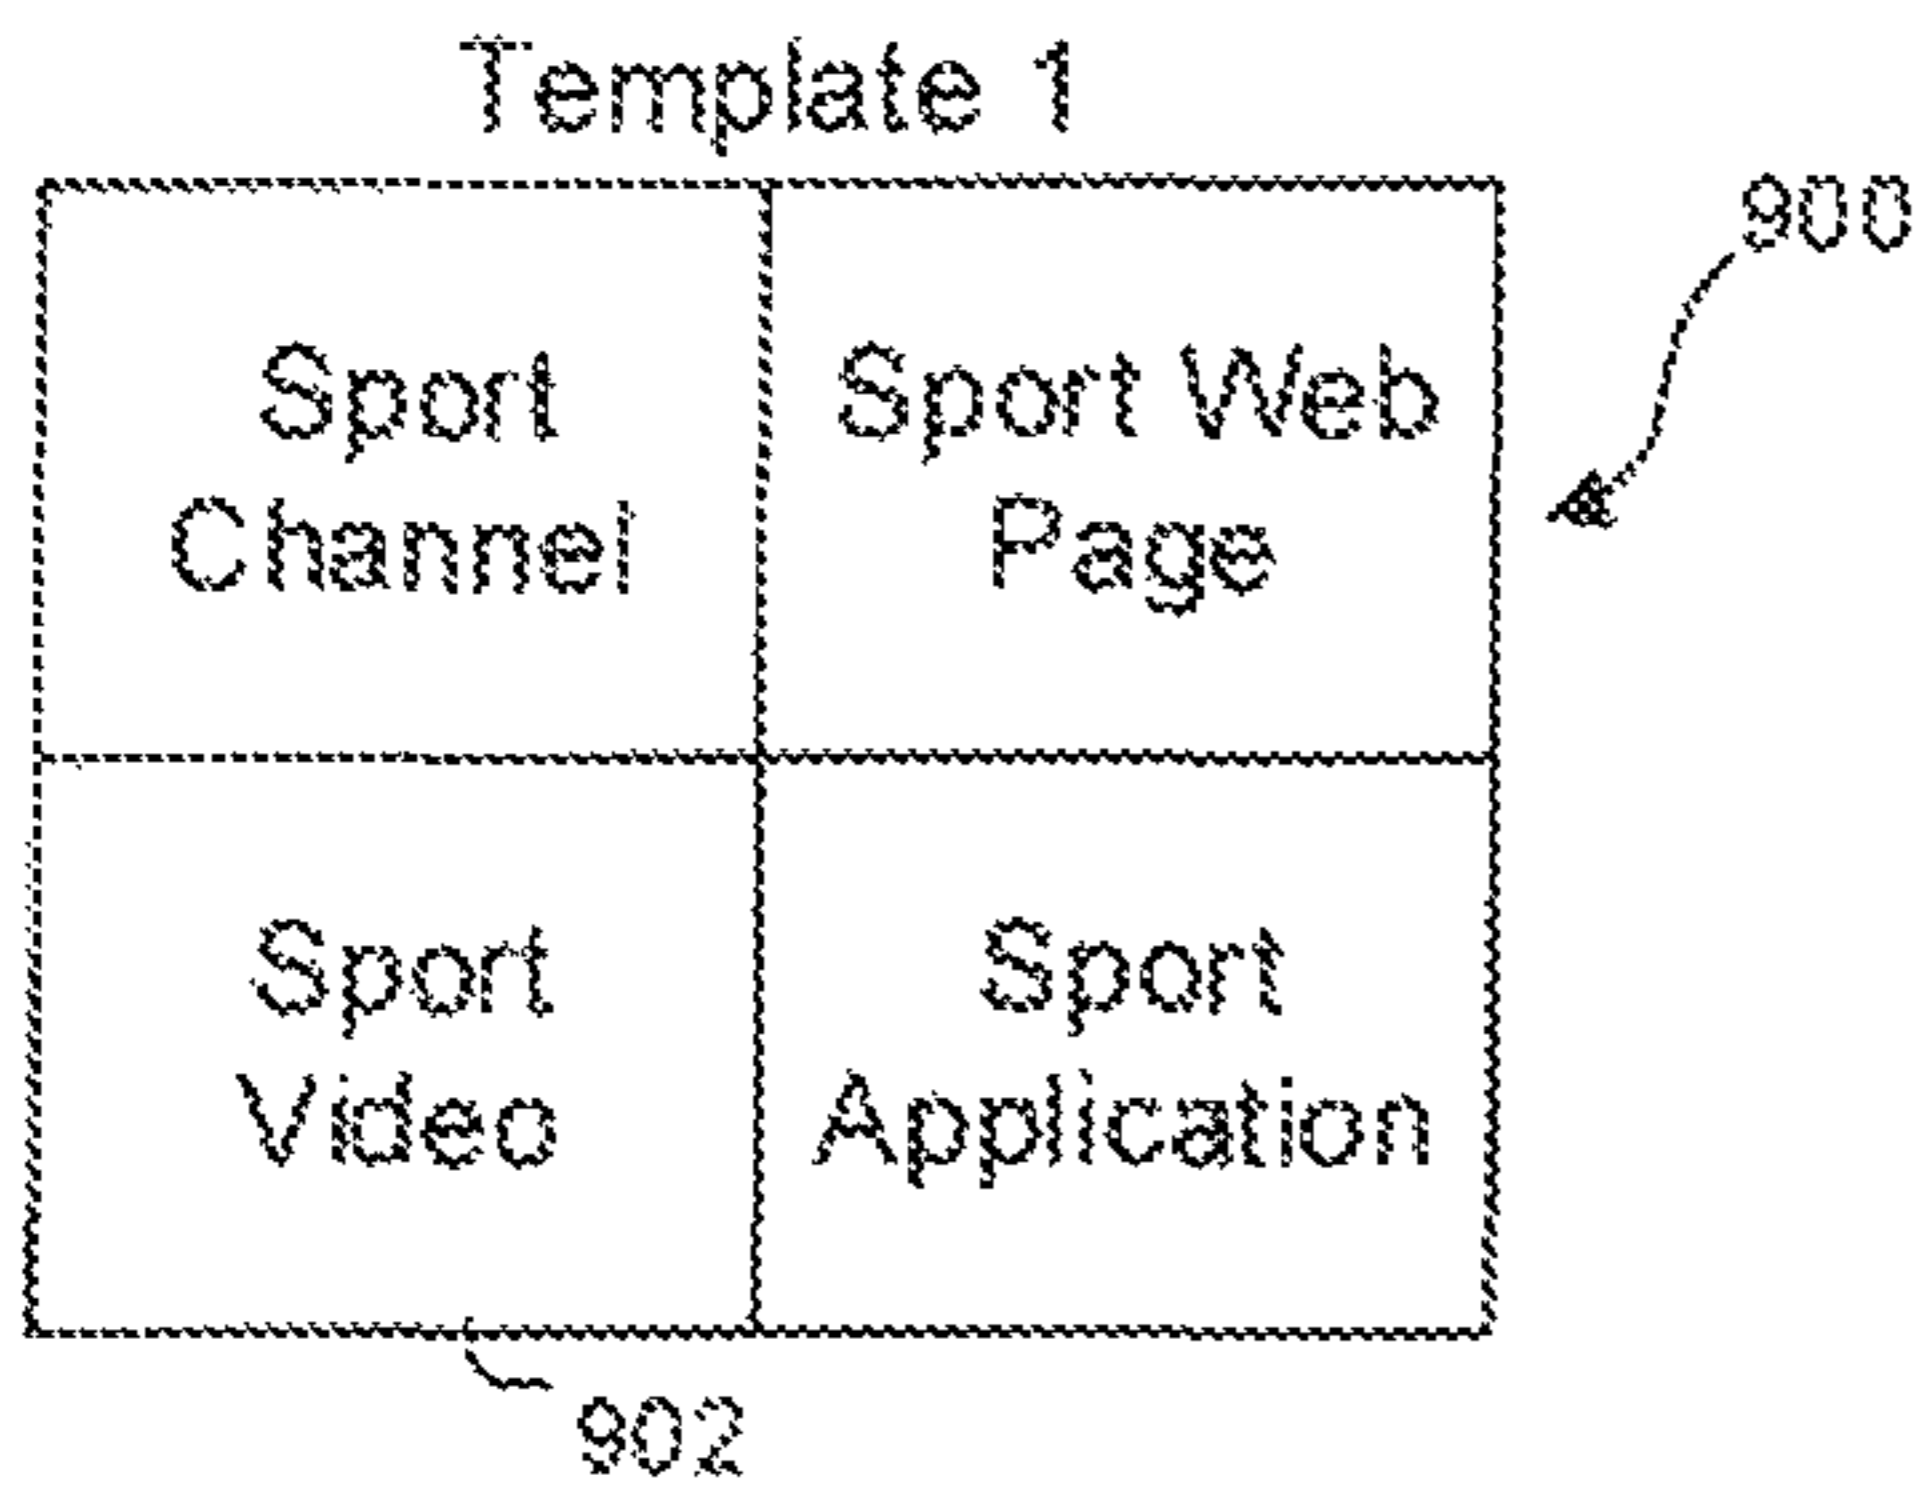 Template 1
900
Sport
Channel
Sport Web
Page
Sport
Video
Sport
Application
902